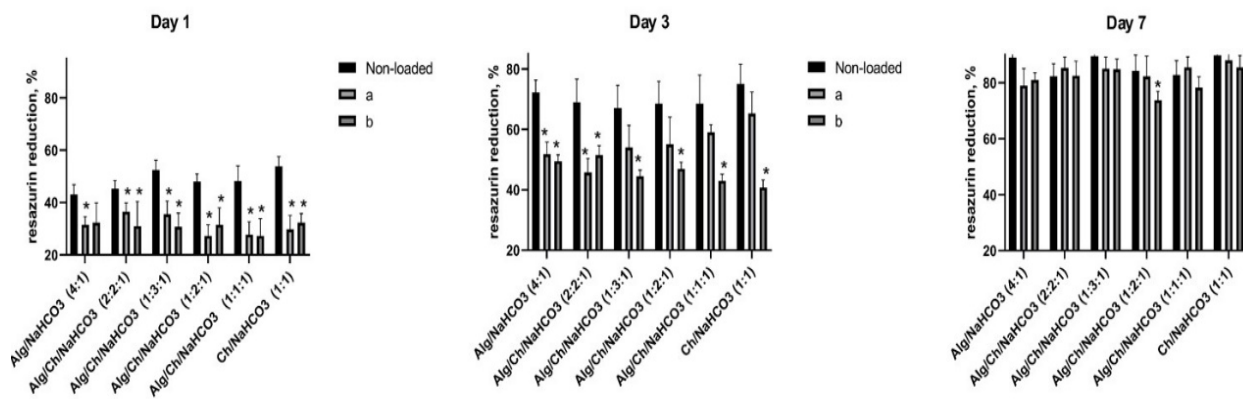 Day 1
resazurin reduction, %
80
60
40
20
Non-loaded
a
b
* * * * * * * * * * *
Alg/NaHCO3 (4:1)
Alg/Ch/NaHCO3 (2:2:1)
Alg/Ch/NaHCO3 (1:3:1)
Alg/Ch/NaHCO3 (1:2:1)
Alg/Ch/NaHCO3 (1:1:1)
Ch/NaHCO3 (1:1)
Day 3
resazurin reduction, %
80
60
40
20
Non-loaded
a
b
* * * * * * * *
Alg/NaHCO3 (4:1)
Alg/Ch/NaHCO3 (2:2:1)
Alg/Ch/NaHCO3 (1:3:1)
Alg/Ch/NaHCO3 (1:2:1)
Alg/Ch/NaHCO3 (1:1:1)
Ch/NaHCO3 (1:1)
Day 7
resazurin reduction, %
80
60
40
20
Non-loaded
a
b
*
Alg/NaHCO3 (4:1)
Alg/Ch/NaHCO3 (2:2:1)
Alg/Ch/NaHCO3 (1:3:1)
Alg/Ch/NaHCO3 (1:2:1)
Alg/Ch/NaHCO3 (1:1:1)
Ch/NaHCO3 (1:1)